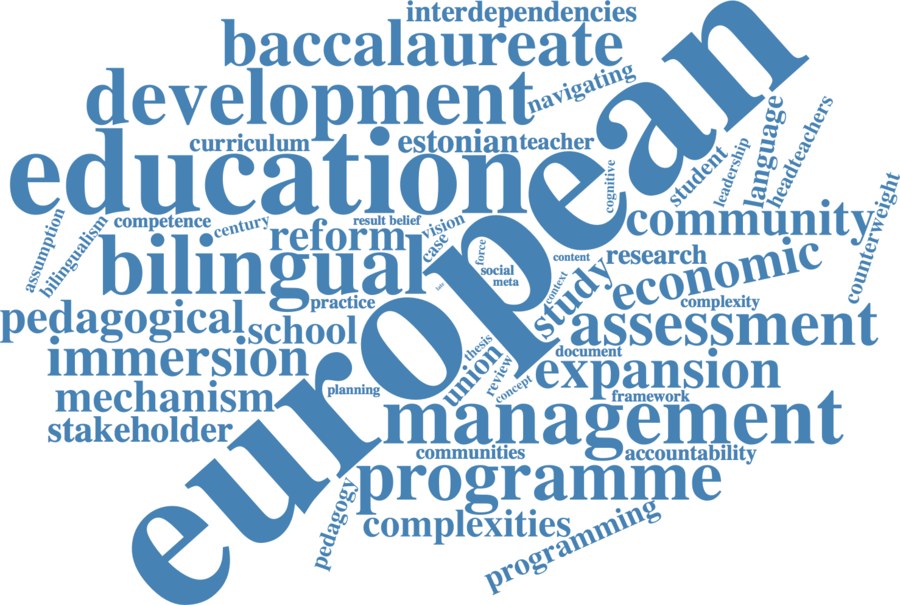 interdependencies
baccalaureate
development
navigating
european
curriculum
estonian
teacher
education
cognitive
student
leadership
language
headteachers
counterweight
assumption
bilingualism
competence
century
result
belief
vision
reform
case
community
bilingual
force
social
meta
late
content
context
research
study
economic
practice
complexity
pedagogical
school
assessment
immersion
thesis
union
review
concept
document
expansion
mechanism
planning
framework
stakeholder
management
communities
accountability
programme
pedagogy
complexities
programming